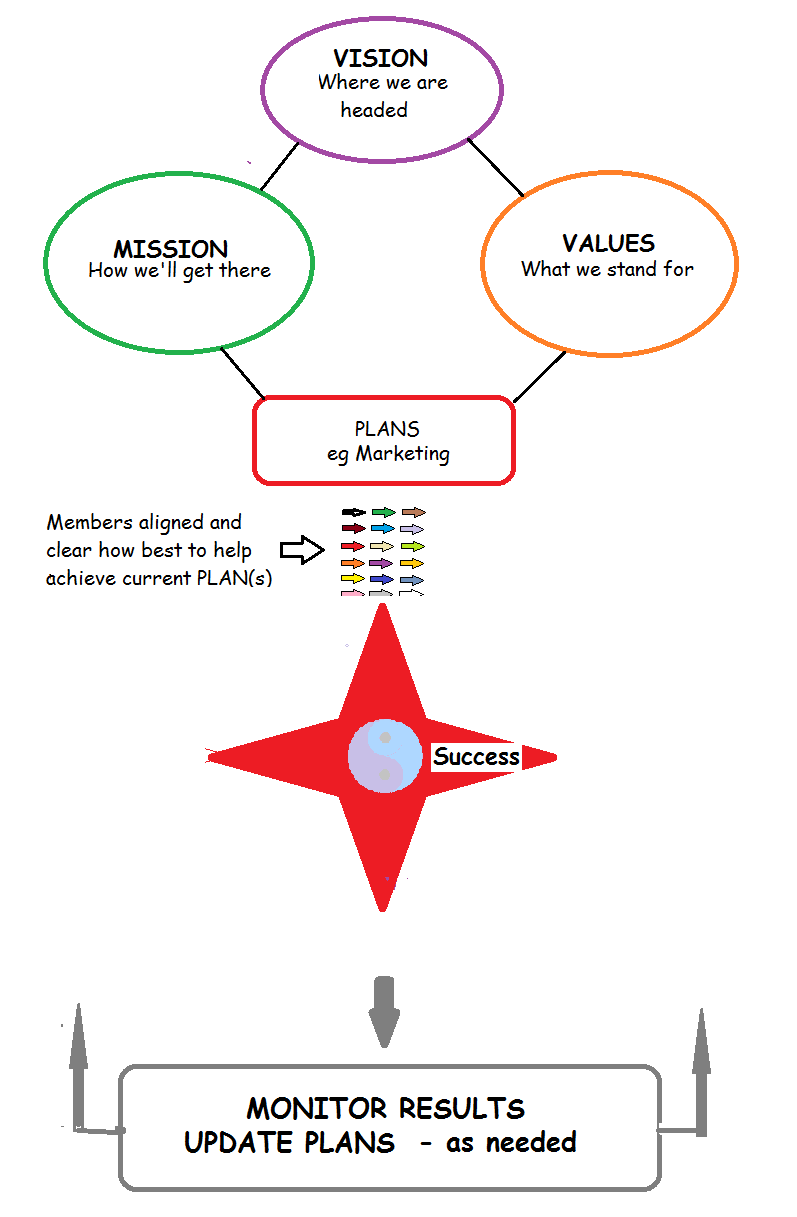 VISION
Where we are
headed
MISSION
How we'll get there
VALUES
What we stand for
PLANS
eg Marketing
Members aligned and
clear how best to help
achieve current PLAN(s)
Success
MONITOR RESULTS
UPDATE PLANS - as needed